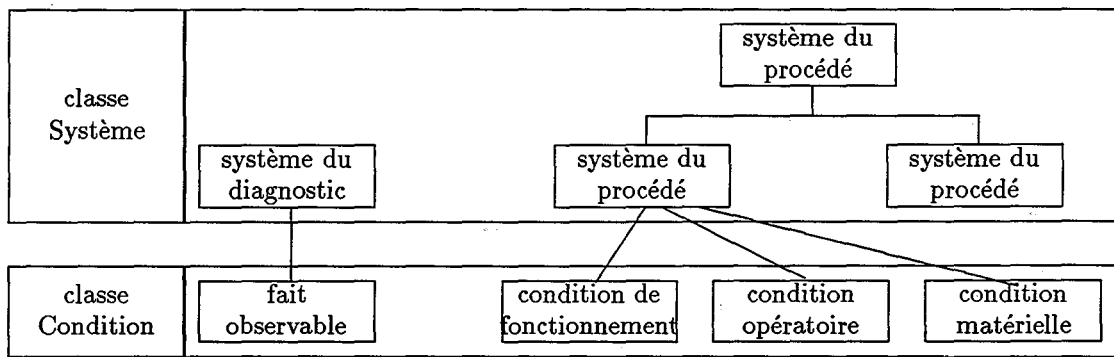 classe
Système
système du
procédé
système du
diagnostic
système du
procédé
système du
procédé
classe
Condition
fait
observable
condition de
fonctionnement
condition
opératoire
condition
matérielle